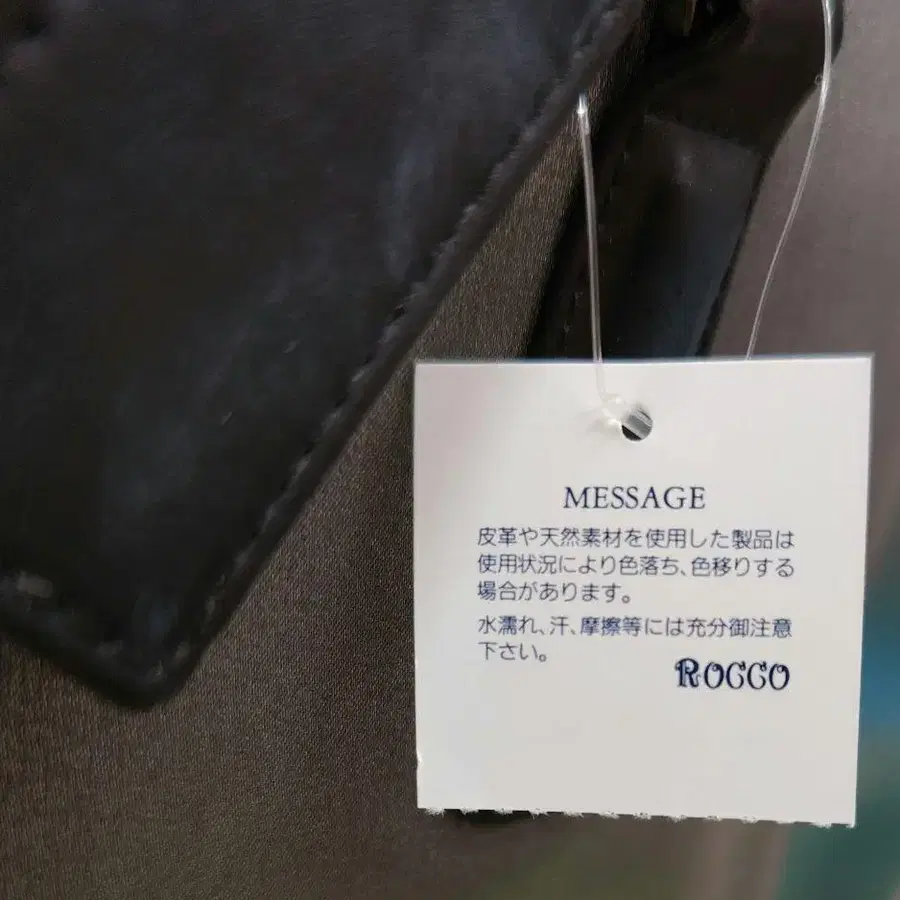 MESSAGE
皮革や天然素材を使用した製品は
使用状況により色落ち、色移りする
場合があります。
水濡れ、汗、摩擦等には充分御注意
下さい。
ROCCO